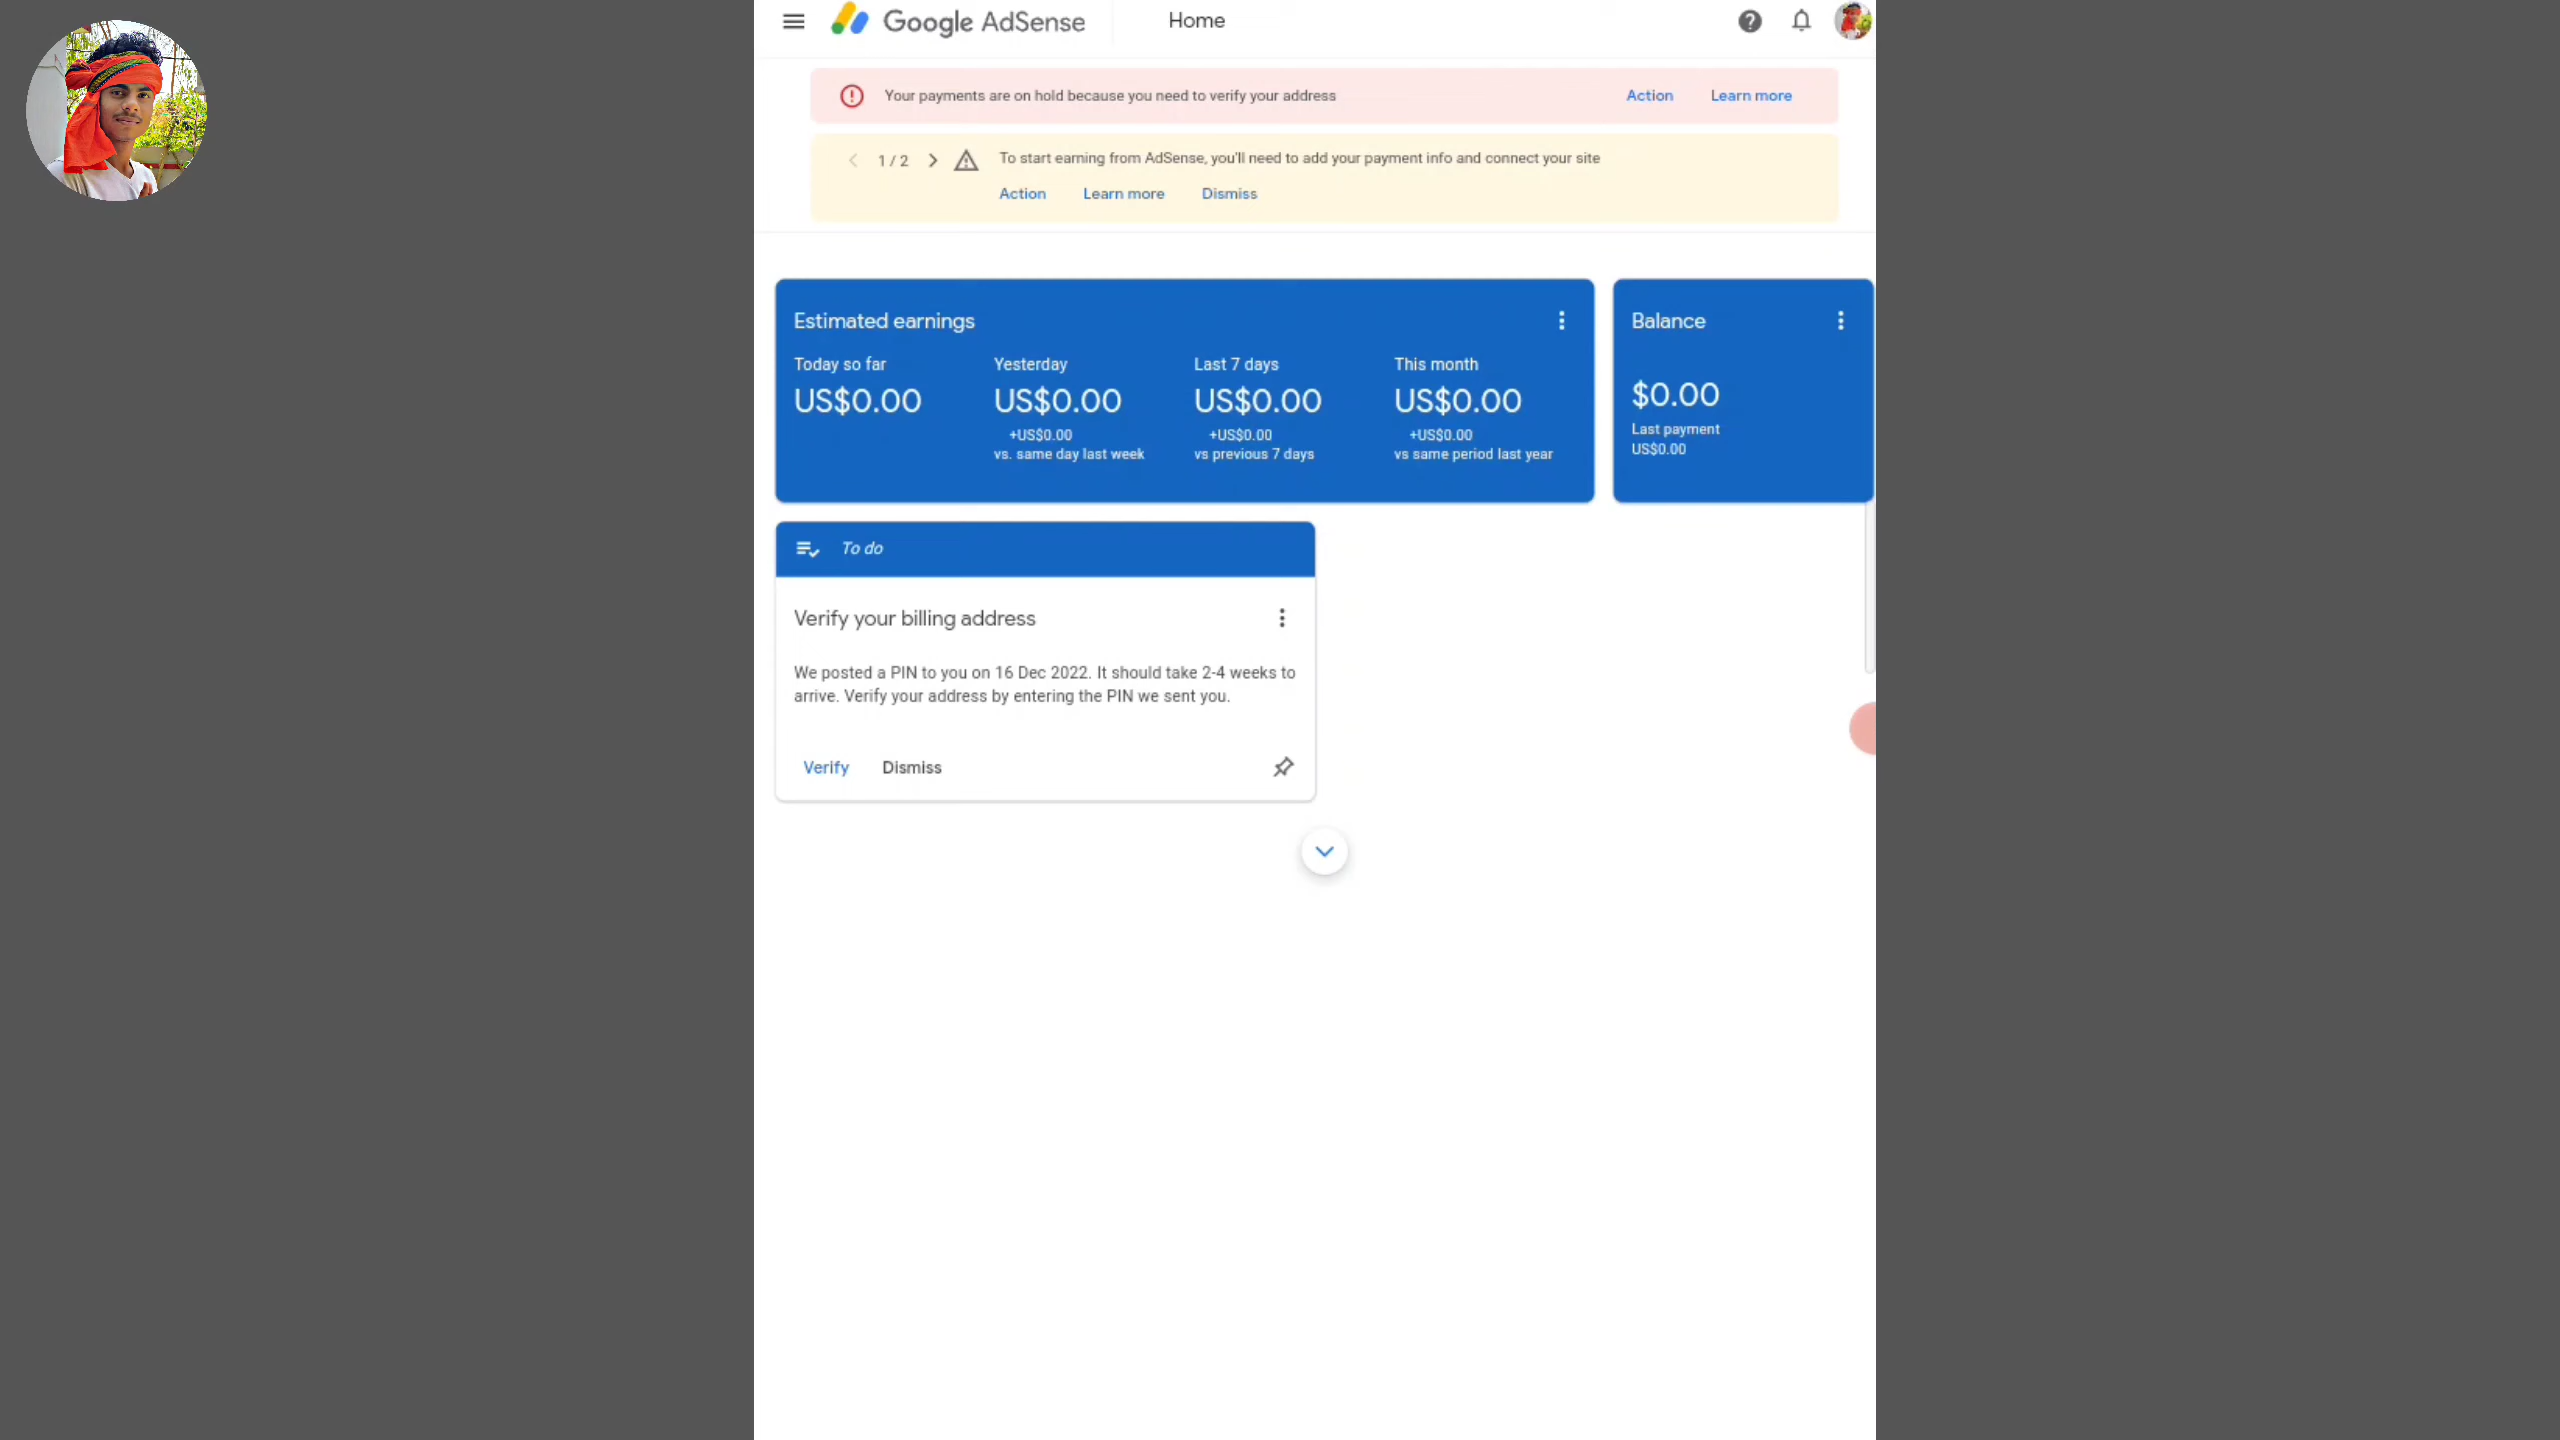 Google AdSense
Home
Your payments are on hold because you need to verify your address
Action
Learn more
1 / 2
To start earning from AdSense, you'll need to add your payment info and connect your site
Action
Learn more
Dismiss
Estimated earnings
Today so far
US$0.00
Yesterday
US$0.00
+US$0.00
vs. same day last week
Last 7 days
US$0.00
+US$0.00
vs previous 7 days
This month
US$0.00
+US$0.00
vs same period last year
Balance
$0.00
Last payment
US$0.00
To do
Verify your billing address
We posted a PIN to you on 16 Dec 2022. It should take 2-4 weeks to
arrive. Verify your address by entering the PIN we sent you.
Verify
Dismiss